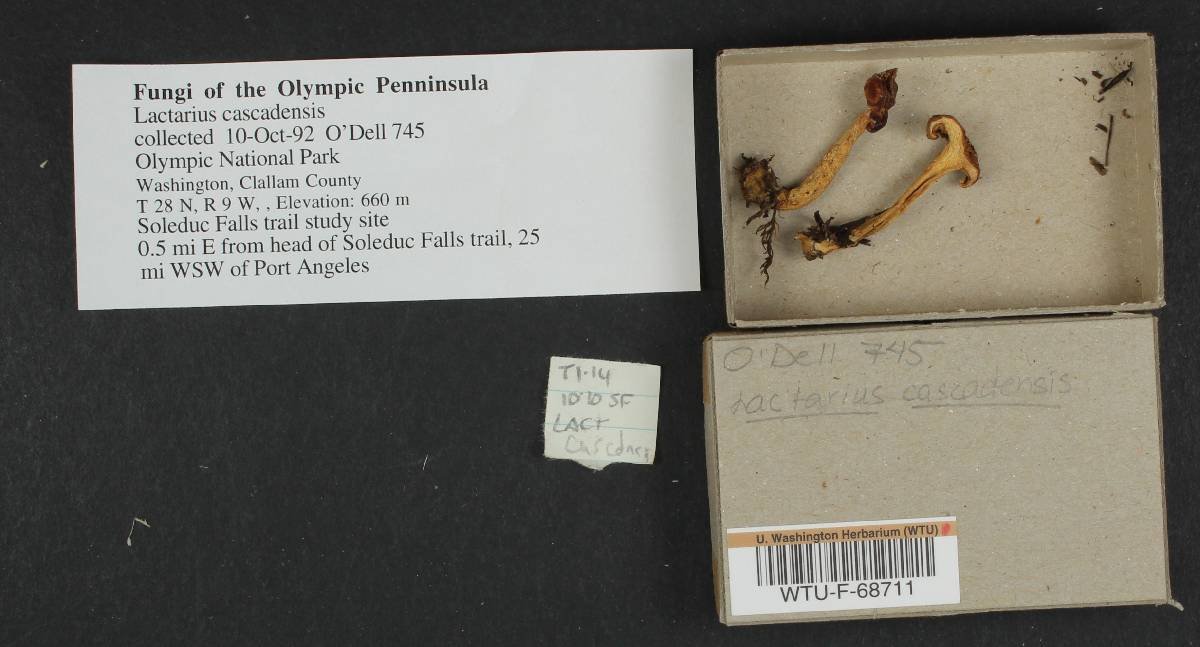 Fungi of the Olympic Penninsula
Lactarius cascadensis
collected 10-Oct-92 O'Dell 745
Olympic National Park
Washington, Clallam County
T 28 N, R 9 W, , Elevation: 660 m
Soleduc Falls trail study site
0.5 mi E from head of Soleduc Falls trail, 25
mi WSW of Port Angeles
T1-14
10·10 SF
LACT
O'Dell 745
Lactarius cascadensis
U. Washington Herbarium (WTU)
WTU-F-68711